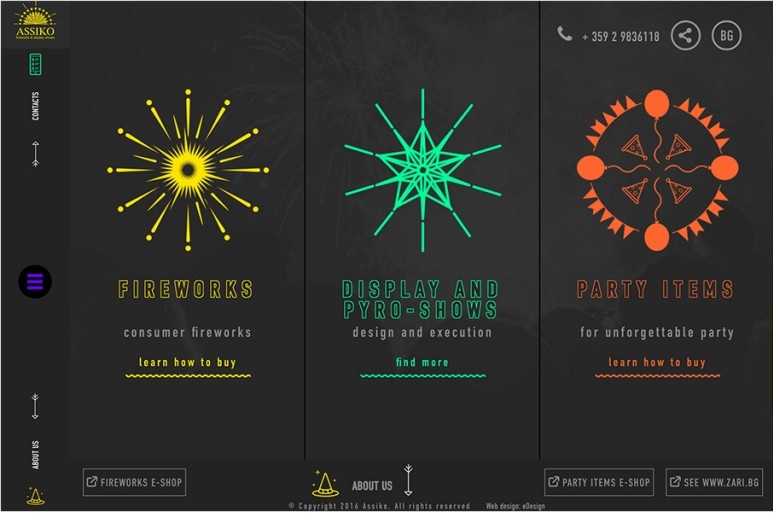 ASSIKO
fireworks & display shows
CONTACTS
ABOUT US
+ 359 2 9836118
BG
FIREWORKS
consumer fireworks
learn how to buy
DISPLAY AND
PYRO-SHOWS
design and execution
find more
PARTY ITEMS
for unforgettable party
learn how to buy
FIREWORKS E-SHOP
ABOUT US
PARTY ITEMS E-SHOP
SEE WWW.ZARI.BG
© Copyright 2016 Assiko. All rights reserved Web design: eDesign